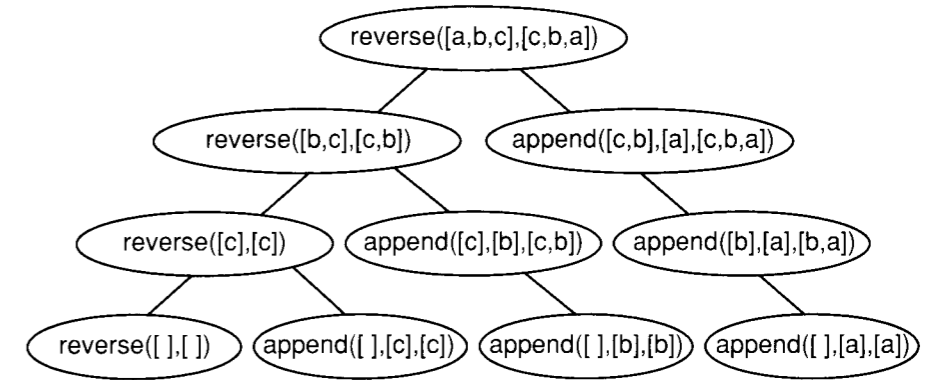 reverse([a,b,c],[c,b,a])
reverse([b,c],[c,b])
append([c,b],[a],[c,b,a])
reverse([c],[c])
append([c],[b],[c,b])
append([b],[a],[b,a])
reverse([ ],[ ])
append([ ],[c],[c])
append([ ],[b],[b])
append([ ],[a],[a])